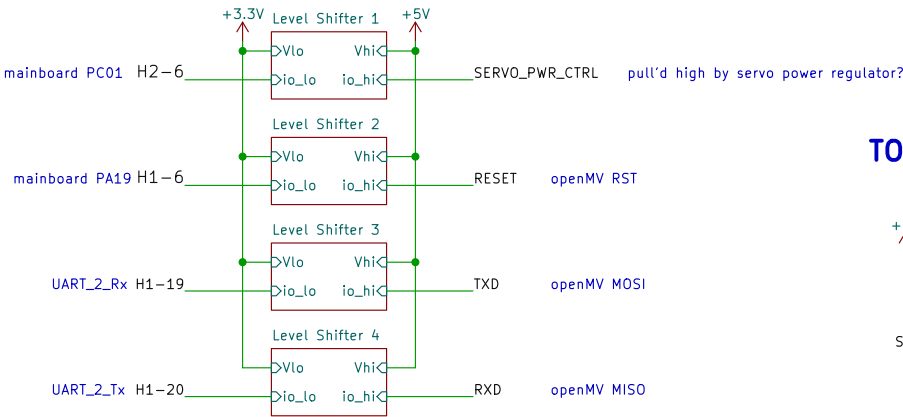 +3.3V Level Shifter 1 +5V
Vlo Vhi
mainboard PC01 H2-6 io_lo io_hi SERVO_PWR_CTRL pull'd high by servo power regulator?
Level Shifter 2
TO
Vlo Vhi
mainboard PA19 H1-6 io_lo io_hi RESET openMV RST
Level Shifter 3
+
Vlo Vhi
UART_2_Rx H1-19 io_lo io_hi TXD openMV MOSI
Level Shifter 4
S
Vlo Vhi
UART_2_Tx H1-20 io_lo io_hi RXD openMV MISO